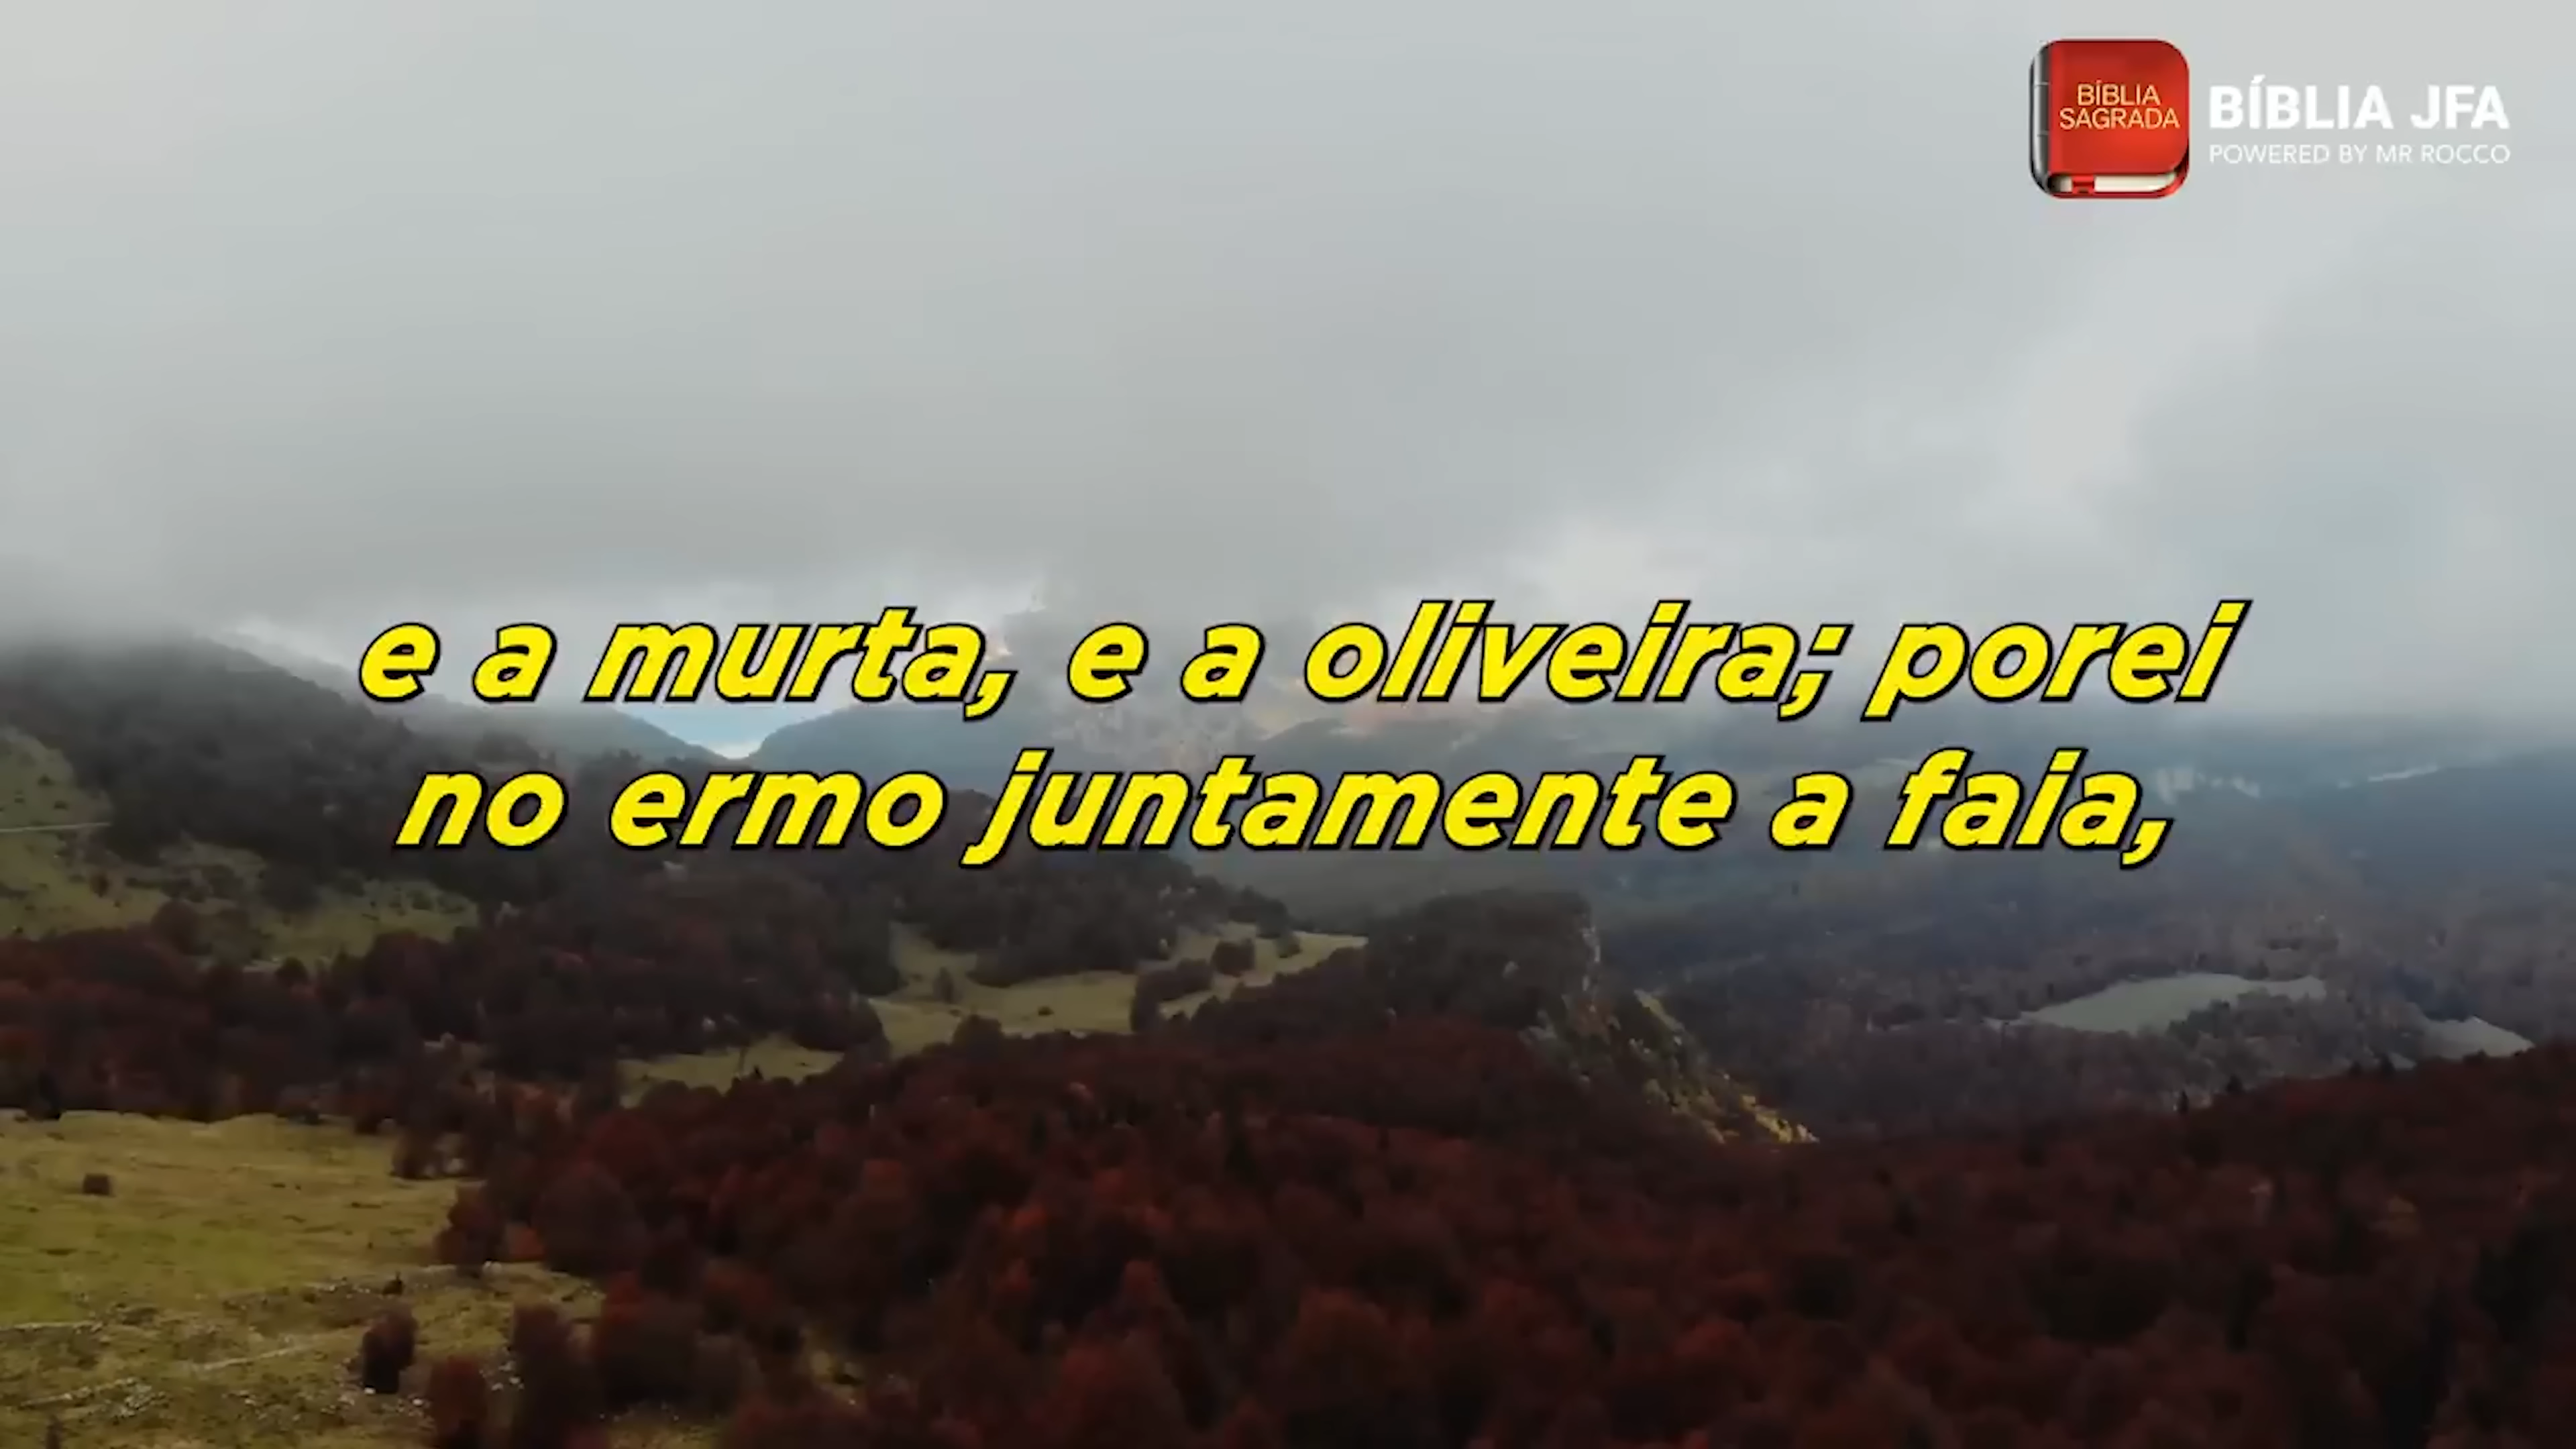 BÍBLIA
SAGRADA
BÍBLIA JFA
POWERED BY MR ROCCO
e a murta, e a oliveira; porei
no ermo juntamente a faia,